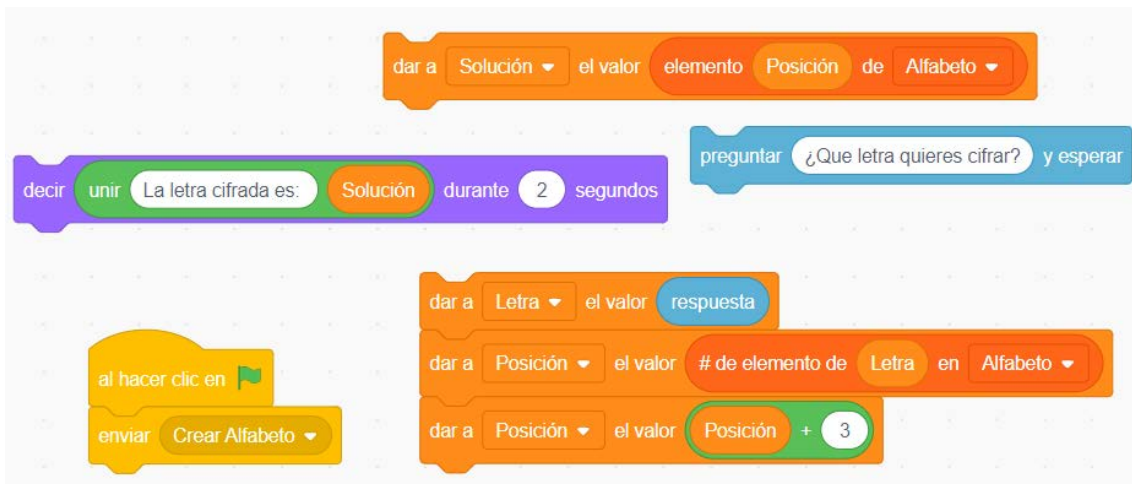 dar a Solución el valor elemento Posición de Alfabeto
preguntar ¿Que letra quieres cifrar? y esperar
decir unir La letra cifrada es: Solución durante 2 segundos
dar a Letra el valor respuesta
dar a Posición el valor # de elemento de Letra en Alfabeto
dar a Posición el valor Posición + 3
al hacer clic en
enviar Crear Alfabeto